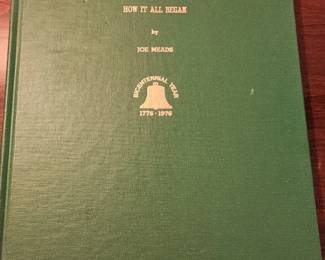 HOW IT ALL BEGAN
by
JOE MEADS
BICENTENNIAL YEAR
1776-1976